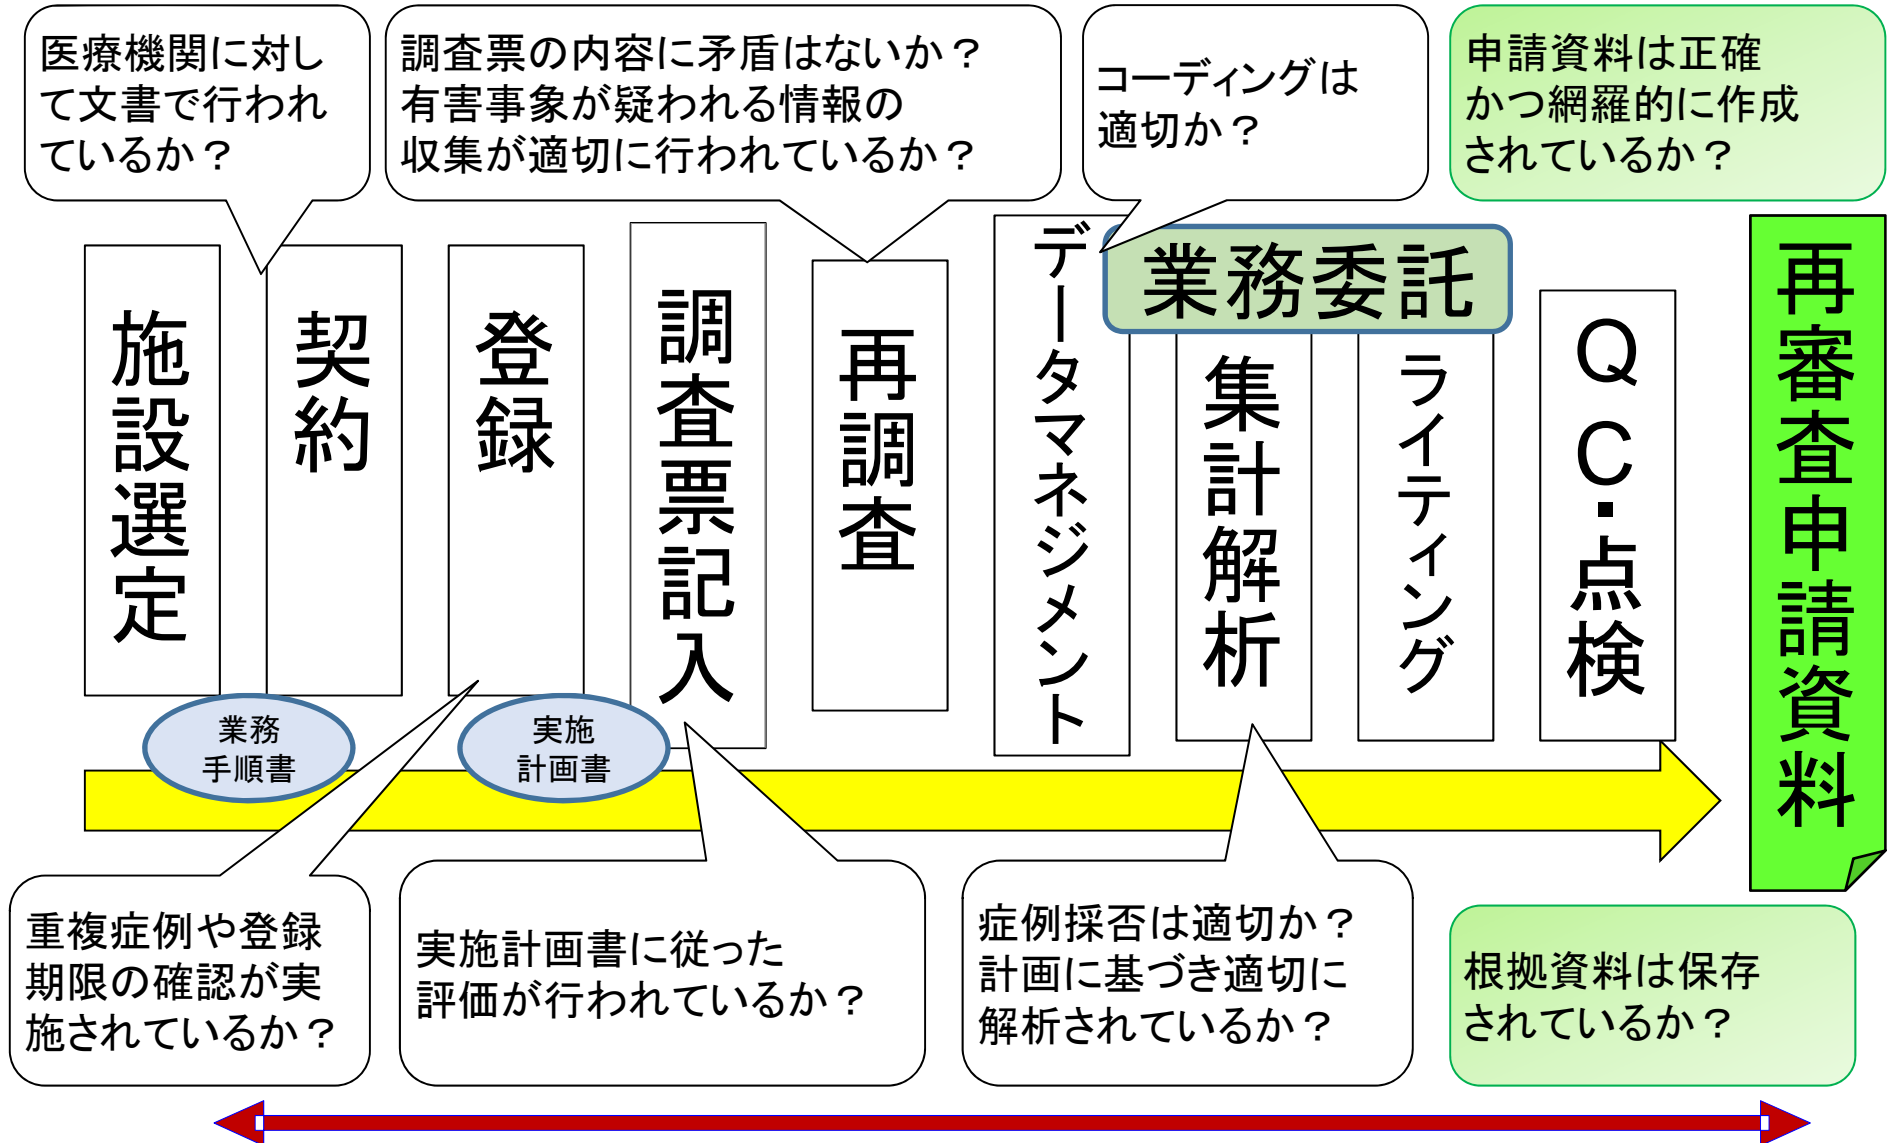 医療機関に対し
て文書で行われ
ているか？
調査票の内容に矛盾はないか？
有害事象が疑われる情報の
収集が適切に行われているか？
コーディングは
適切か？
申請資料は正確
かつ網羅的に作成
されているか？
施設選定
契約
登録
調査票記入
再調査
データマネジメント
業務委託
集計解析
ライティング
ＱＣ・点検
再審査申請資料
業務
手順書
実施
計画書
重複症例や登録
期限の確認が実
施されているか？
実施計画書に従った
評価が行われているか？
症例採否は適切か？
計画に基づき適切に
解析されているか？
根拠資料は保存
されているか？